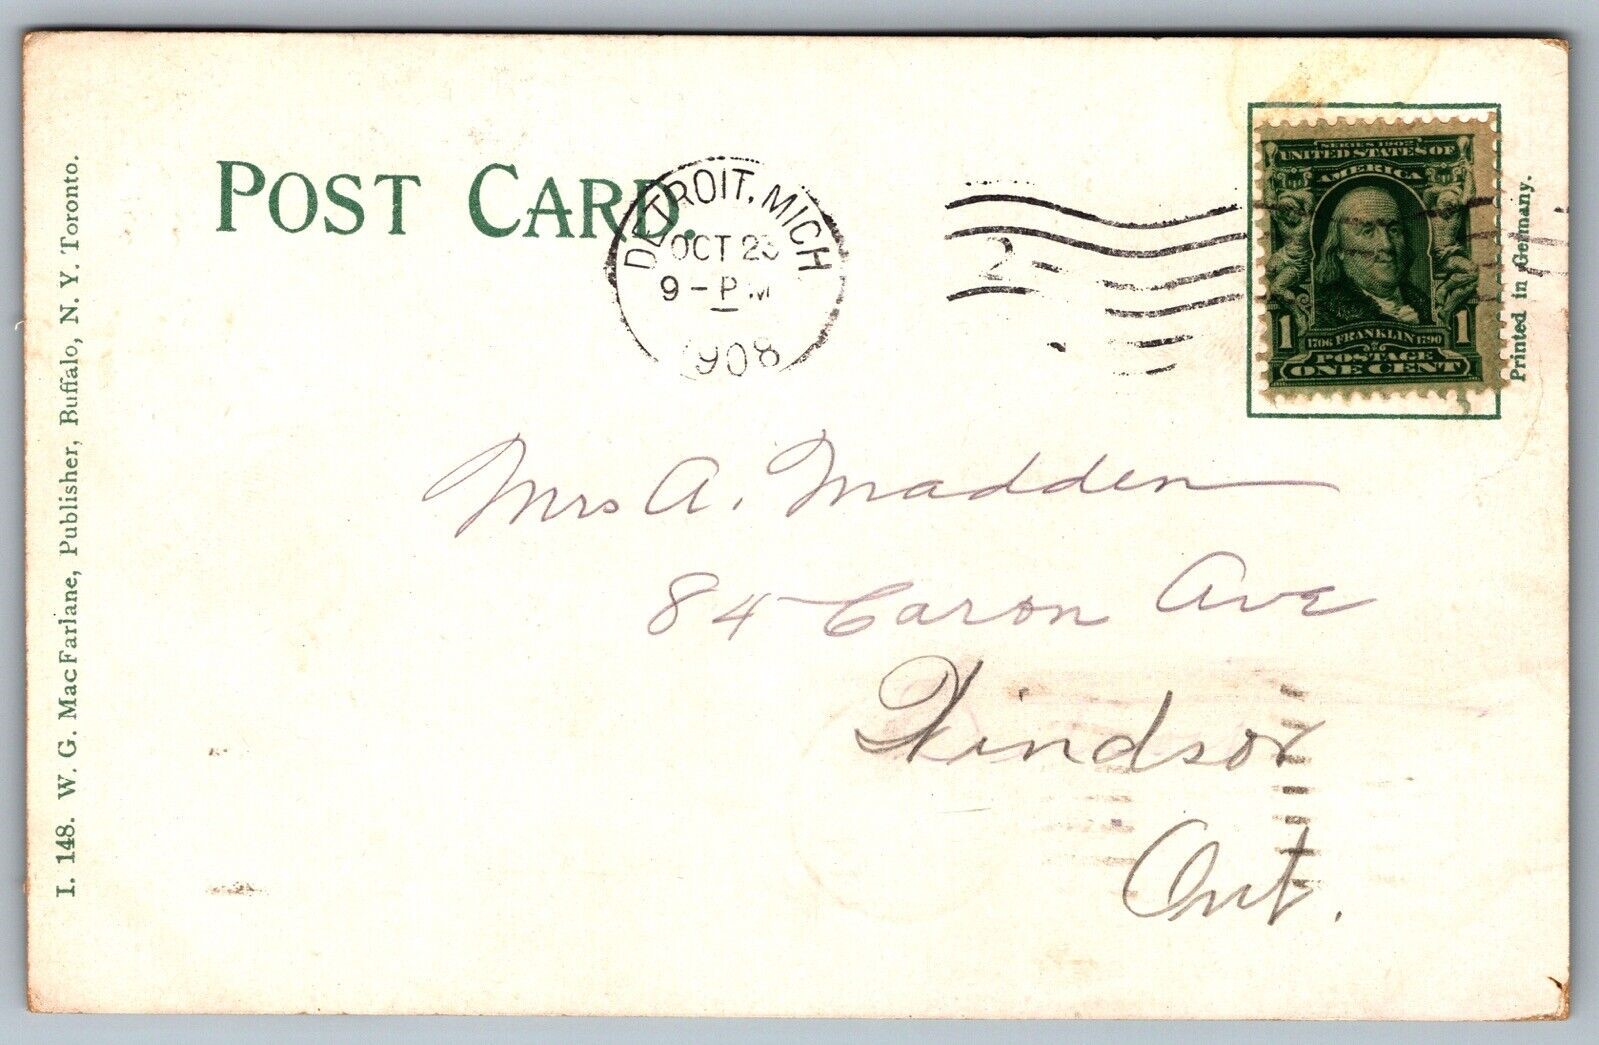 POST CARD.
DETROIT, MICH
OCT 23
9 - PM
1908
2
SERIES 1902
UNITED STATES OF
AMERICA
1 1
1706 FRANKLIN 1790
POSTAGE
ONE CENT
Printed in Germany.
Mrs A. Madden
84 Caron Ave
Windsor
Ont.
I. 148. W. G. MacFarlane, Publisher, Buffalo, N. Y. Toronto.